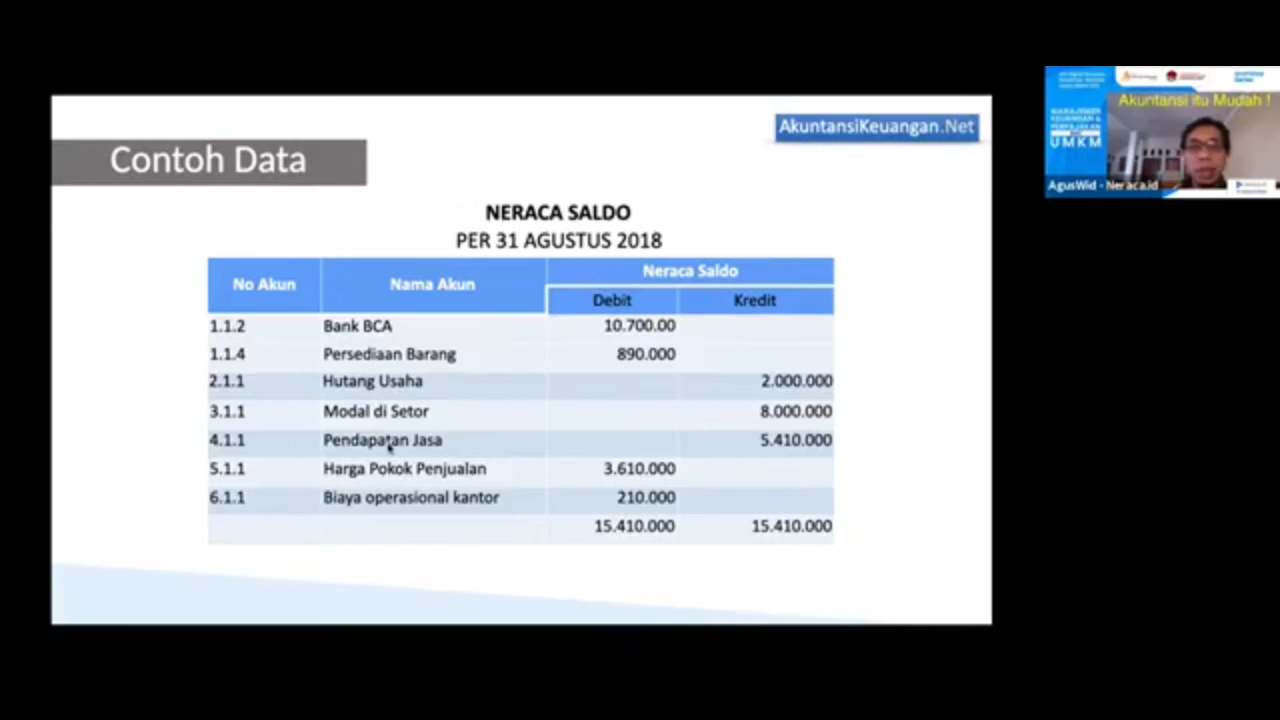 AkuntansiKeuangan.Net
Contoh Data
NERACA SALDO
PER 31 AGUSTUS 2018
No Akun Nama Akun Neraca Saldo
Debit Kredit
1.1.2 Bank BCA 10.700.00
1.1.4 Persediaan Barang 890.000
2.1.1 Hutang Usaha 2.000.000
3.1.1 Modal di Setor 8.000.000
4.1.1 Pendapatan Jasa 5.410.000
5.1.1 Harga Pokok Penjualan 3.610.000
6.1.1 Biaya operasional kantor 210.000
15.410.000 15.410.000
Akuntansi itu Mudah !
MANAJEMEN
KEUANGAN &
PERPAJAKAN
UMKM
AgusWid - Neraca.id